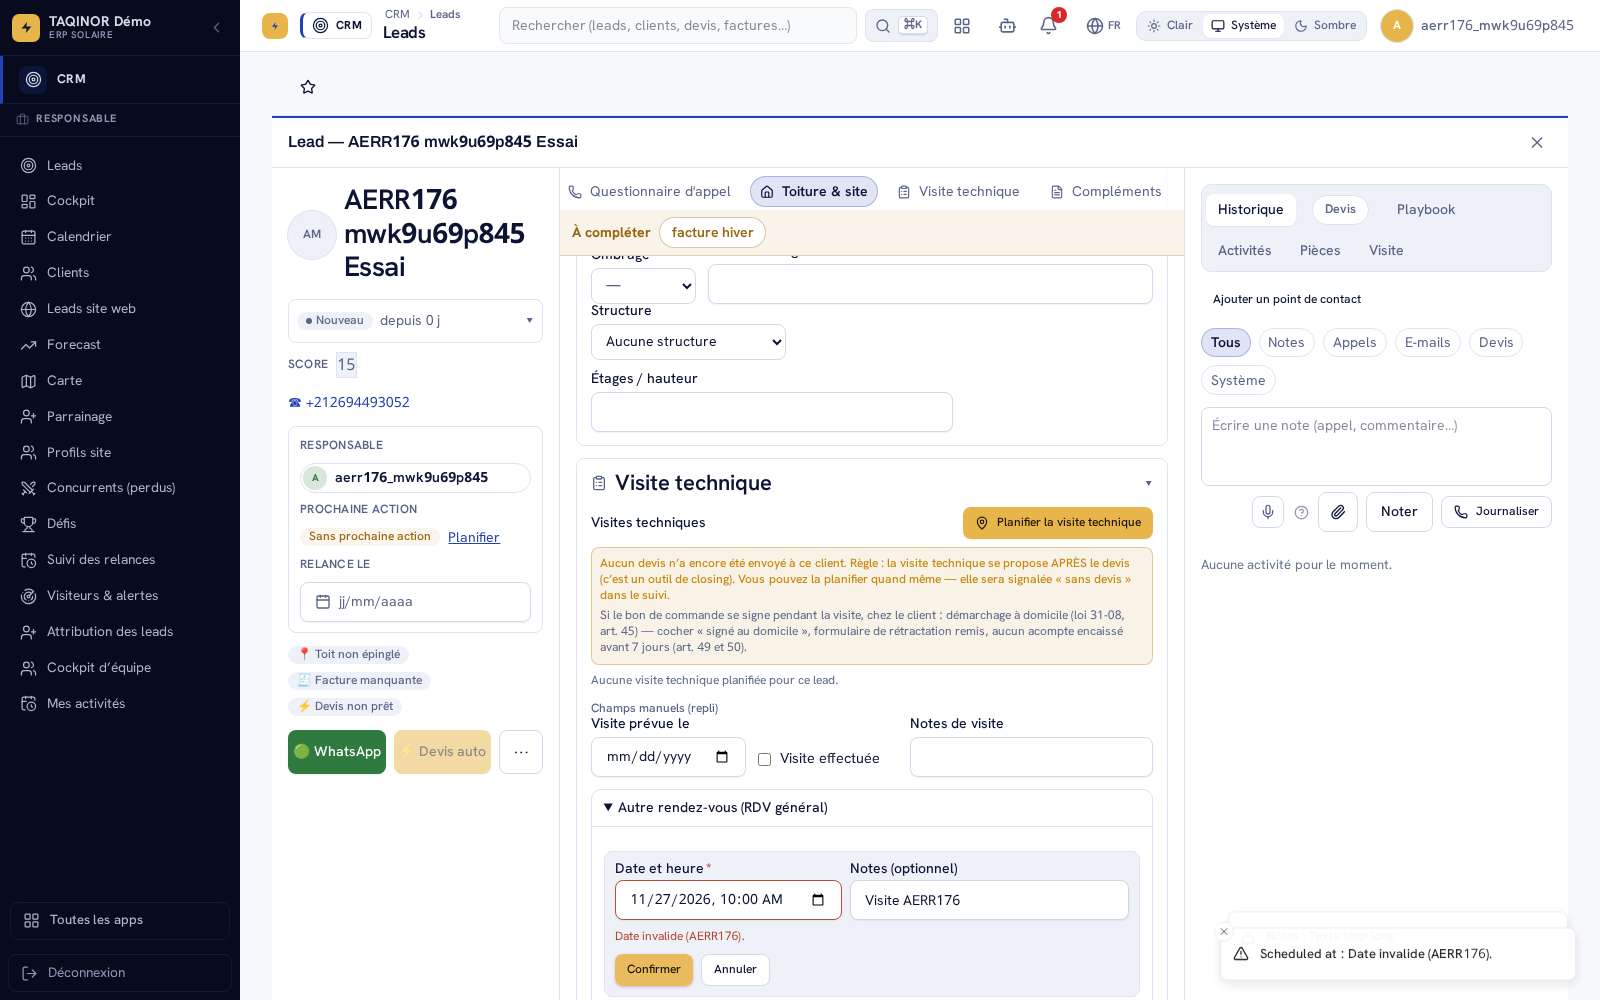 TAQINOR Démo
ERP SOLAIRE
CRM
RESPONSABLE
Leads
Cockpit
Calendrier
Clients
Leads site web
Forecast
Carte
Parrainage
Profils site
Concurrents (perdus)
Défis
Suivi des relances
Visiteurs & alertes
Attribution des leads
Cockpit d’équipe
Mes activités
Toutes les apps
Déconnexion
CRM
CRM Leads
Leads
Rechercher (leads, clients, devis, factures...)
⌘K
1
FR
Clair
Système
Sombre
A
aerr176_mwk9u69p845
Lead — AERR176 mwk9u69p845 Essai
AM
AERR176
mwk9u69p845
Essai
Nouveau depuis 0 j
SCORE 15
+212694493052
RESPONSABLE
A aerr176_mwk9u69p845
PROCHAINE ACTION
Sans prochaine action Planifier
RELANCE LE
jj/mm/aaaa
Toit non épinglé
Facture manquante
Devis non prêt
WhatsApp
Devis auto
...
Questionnaire d'appel
Toiture & site
Visite technique
Compléments
À compléter facture hiver
Ombrage
—
Structure
Aucune structure
Étages / hauteur
Visite technique
Visites techniques
Planifier la visite technique
Aucun devis n’a encore été envoyé à ce client. Règle : la visite technique se propose APRÈS le devis
(c’est un outil de closing). Vous pouvez la planifier quand même — elle sera signalée « sans devis »
dans le suivi.
Si le bon de commande se signe pendant la visite, chez le client : démarchage à domicile (loi 31-08,
art. 45) — cocher « signé au domicile », formulaire de rétractation remis, aucun acompte encaissé
avant 7 jours (art. 49 et 50).
Aucune visite technique planifiée pour ce lead.
Champs manuels (repli)
Visite prévue le
mm/dd/yyyy
Visite effectuée
Notes de visite
Autre rendez-vous (RDV général)
Date et heure *
11/27/2026, 10:00 AM
Notes (optionnel)
Visite AERR176
Date invalide (AERR176).
Confirmer
Annuler
Historique
Devis
Playbook
Activités
Pièces
Visite
Ajouter un point de contact
Tous
Notes
Appels
E-mails
Devis
Système
Écrire une note (appel, commentaire...)
Noter
Journaliser
Aucune activité pour le moment.
Scheduled at : Date invalide (AERR176).